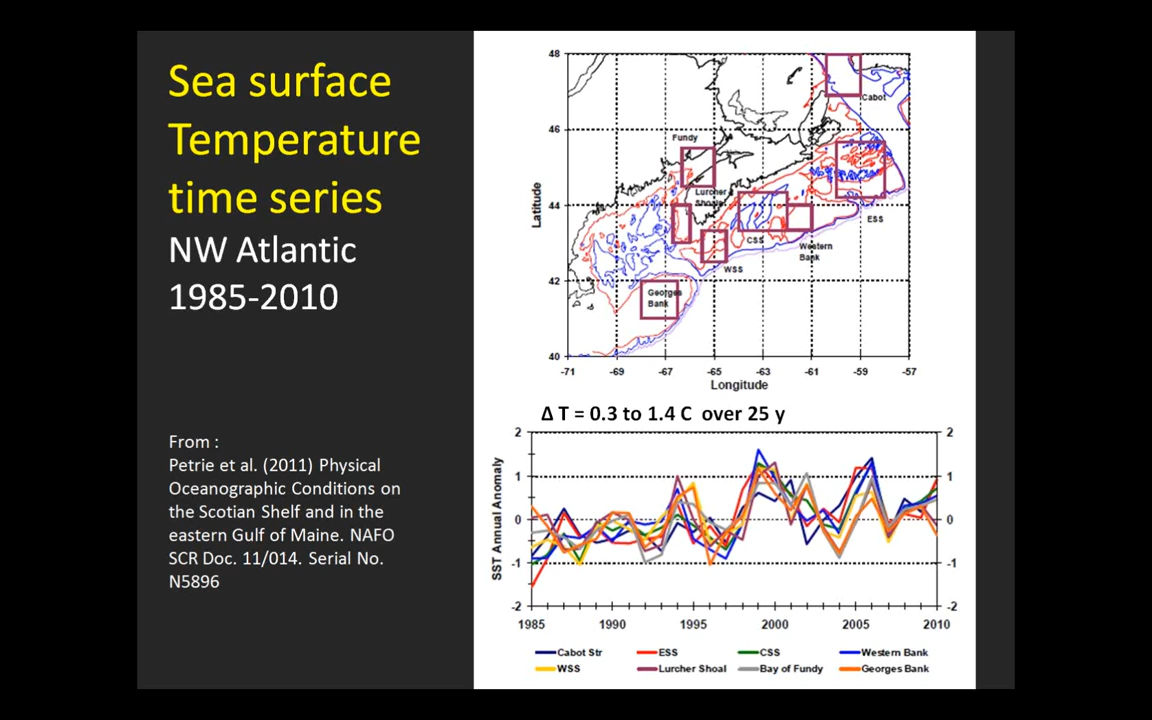 Sea surface
Temperature
time series
NW Atlantic
1985-2010
From :
Petrie et al. (2011) Physical
Oceanographic Conditions on
the Scotian Shelf and in the
eastern Gulf of Maine. NAFO
SCR Doc. 11/014. Serial No.
N5896
48
46
44
42
40
Latitude
-71 -69 -67 -65 -63 -61 -59 -57
Longitude
Cabot
Fundy
Lurcher
Shoal
ESS
CSS
Western
Bank
WSS
Georges
Bank
Δ T = 0.3 to 1.4 C over 25 y
SST Annual Anomaly
2 2
1 1
0 0
-1 -1
-2 -2
1985 1990 1995 2000 2005 2010
Cabot Str ESS CSS Western Bank
WSS Lurcher Shoal Bay of Fundy Georges Bank